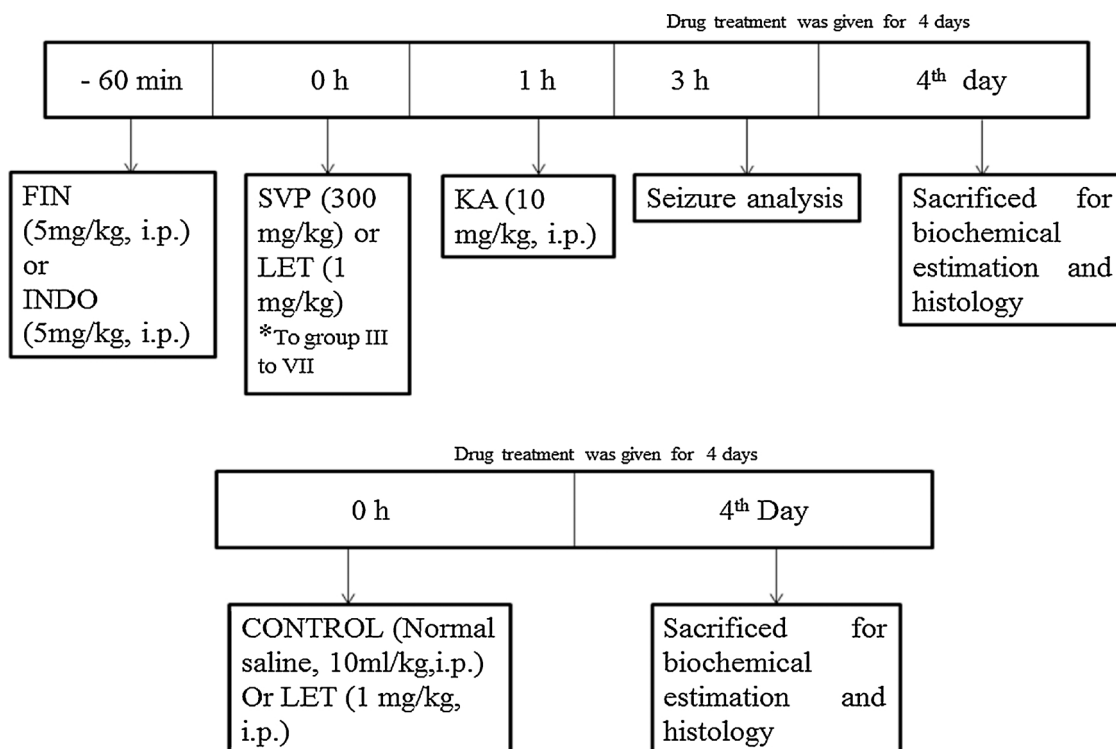 Drug treatment was given for 4 days
- 60 min
0 h
1 h
3 h
4th day
FIN
(5mg/kg, i.p.)
or
INDO
(5mg/kg, i.p.)
SVP (300
mg/kg) or
LET (1
mg/kg)
*To group III
to VII
KA (10
mg/kg, i.p.)
Seizure analysis
Sacrificed for
biochemical
estimation and
histology
Drug treatment was given for 4 days
0 h
4th Day
CONTROL (Normal
saline, 10ml/kg,i.p.)
Or LET (1 mg/kg,
i.p.)
Sacrificed for
biochemical
estimation and
histology